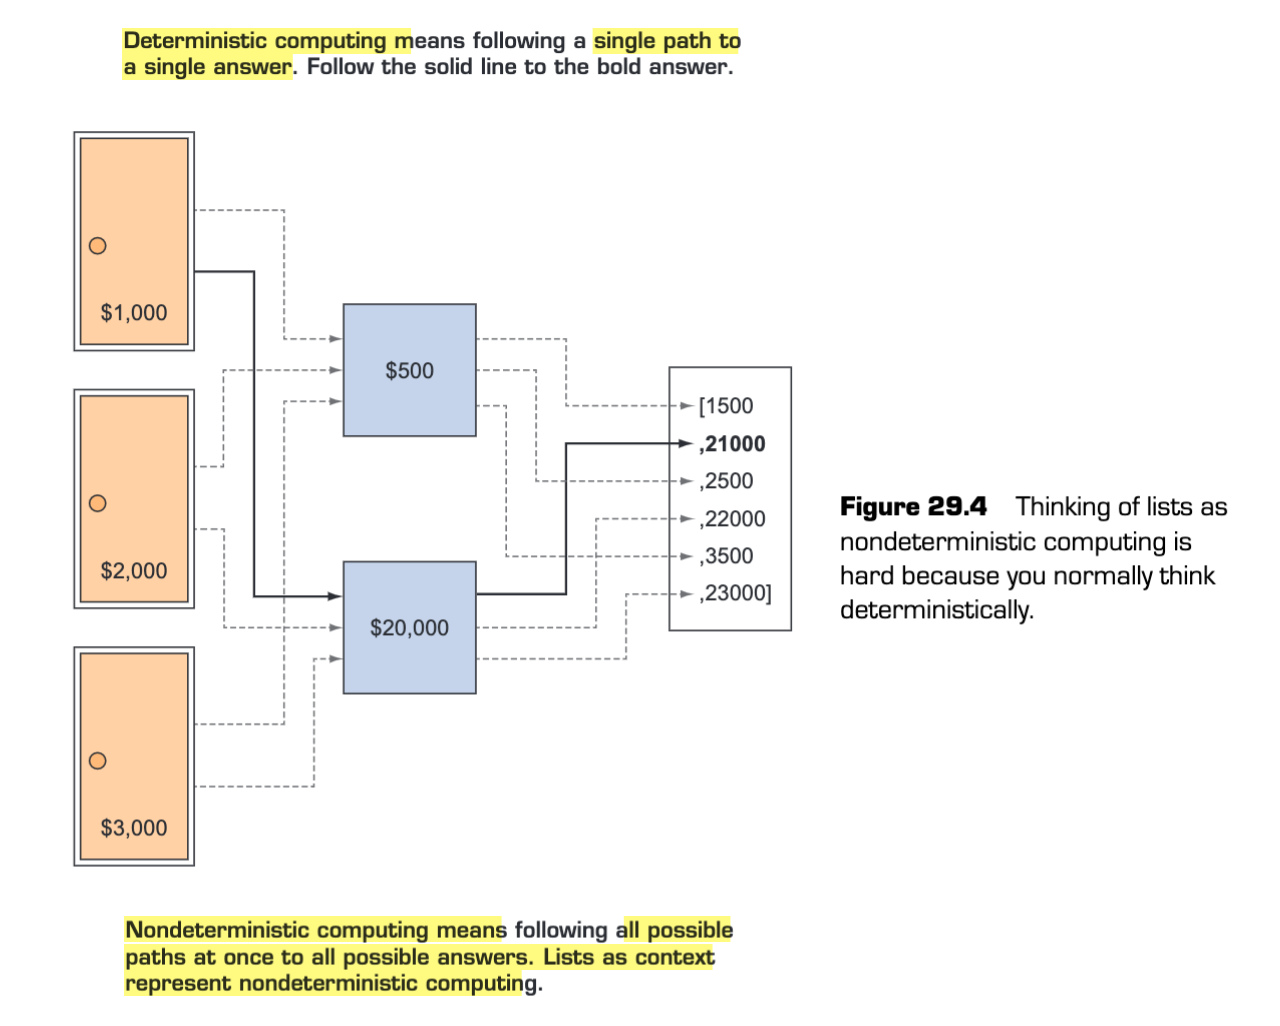 Deterministic computing means following a single path to
a single answer. Follow the solid line to the bold answer.
$1,000
$500
[1500
,21000
,2500
,22000
,3500
,23000]
$2,000
$20,000
$3,000
Figure 29.4 Thinking of lists as
nondeterministic computing is
hard because you normally think
deterministically.
Nondeterministic computing means following all possible
paths at once to all possible answers. Lists as context
represent nondeterministic computing.